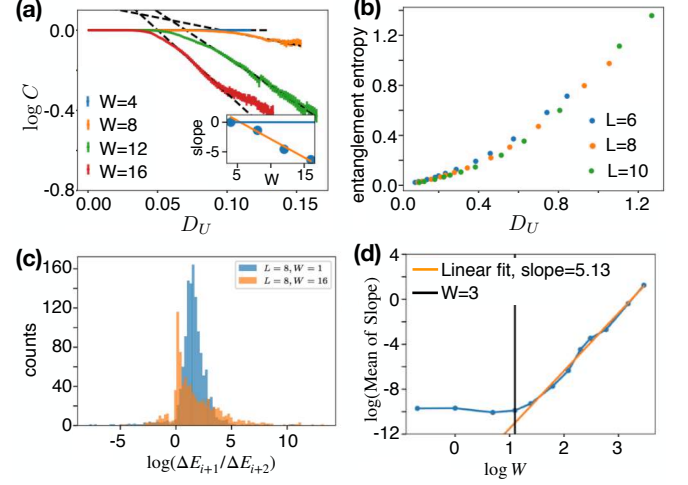 (a)
0.0
-0.4
-0.8
log C
W=4
W=8
W=12
W=16
slope
0
-5
5
W
15
0.00
0.05
0.10
0.15
D_U
(b)
entanglement entropy
1.2
0.8
0.4
0.0
L=6
L=8
L=10
0.0
0.4
0.8
1.2
D_U
(c)
counts
160
120
80
40
0
L = 8, W = 1
L = 8, W = 16
-5
0
5
10
log(ΔE_{i+1}/ΔE_{i+2})
(d)
log(Mean of Slope)
4
0
-4
-8
-12
Linear fit, slope=5.13
W=3
0
1
2
3
log W